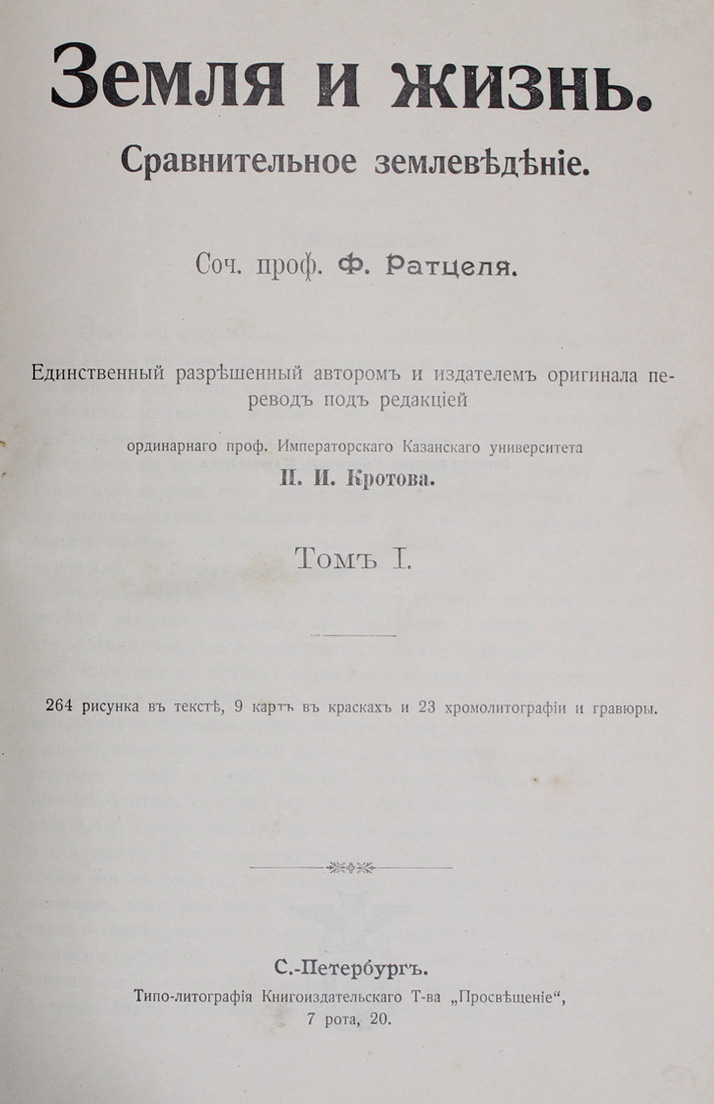 Земля и жизнь.
Сравнительное землевѣдѣніе.
Соч. проф. Ф. Ратцеля.
Единственный разрѣшенный авторомъ и издателемъ оригинала пе-
реводъ подъ редакціей
ординарнаго проф. Императорскаго Казанскаго университета
П. И. Кротова.
Томъ I.
264 рисунка въ текстѣ, 9 картъ въ краскахъ и 23 хромолитографіи и гравюры.
С.-Петербургъ.
Типо-литографія Книгоиздательскаго Т-ва „Просвѣщеніе“,
7 рота, 20.